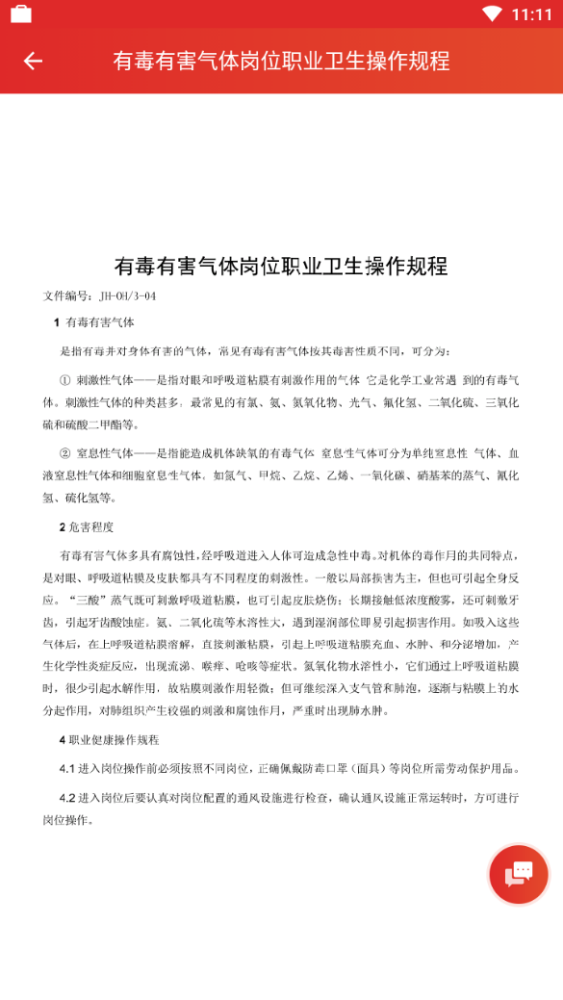 11:11
有毒有害气体岗位职业卫生操作规程
有毒有害气体岗位职业卫生操作规程
文件编号：JH-OH/3-04
1 有毒有害气体
是指有毒并对身体有害的气体，常见有毒有害气体按其毒害性质不同，可分为：
① 刺激性气体——是指对眼和呼吸道粘膜有刺激作用的气体 它是化学工业常遇 到的有毒气
体。刺激性气体的种类甚多，最常见的有氯、氨、氮氧化物、光气、氟化氢、二氧化硫、三氧化
硫和硫酸二甲酯等。
② 窒息性气体——是指能造成机体缺氧的有毒气体 窒息性气体可分为单纯窒息性 气体、血
液窒息性气体和细胞窒息性气体。如氮气、甲烷、乙烷、乙烯、一氧化碳、硝基苯的蒸气、氰化
氢、硫化氢等。
2 危害程度
有毒有害气体多具有腐蚀性，经呼吸道进入人体可造成急性中毒。对机体的毒作用的共同特点，
是对眼、呼吸道粘膜及皮肤都具有不同程度的刺激性。一般以局部损害为主，但也可引起全身反
应。“三酸”蒸气既可刺激呼吸道粘膜，也可引起皮肤烧伤；长期接触低浓度酸雾，还可刺激牙
齿，引起牙齿酸蚀症。氨、二氧化硫等水溶性大，遇到湿润部位即易引起损害作用。如吸入这些
气体后，在上呼吸道粘膜溶解，直接刺激粘膜，引起上呼吸道粘膜充血、水肿、和分泌增加，产
生化学性炎症反应，出现流涕、喉痒、呛咳等症状。氮氧化物水溶性小，它们通过上呼吸道粘膜
时，很少引起水解作用，故粘膜刺激作用轻微；但可继续深入支气管和肺泡，逐渐与粘膜上的水
分起作用，对肺组织产生较强的刺激和腐蚀作用，严重时出现肺水肿。
4 职业健康操作规程
4.1 进入岗位操作前必须按照不同岗位，正确佩戴防毒口罩（面具）等岗位所需劳动保护用品。
4.2 进入岗位后要认真对岗位配置的通风设施进行检查，确认通风设施正常运转时，方可进行
岗位操作。